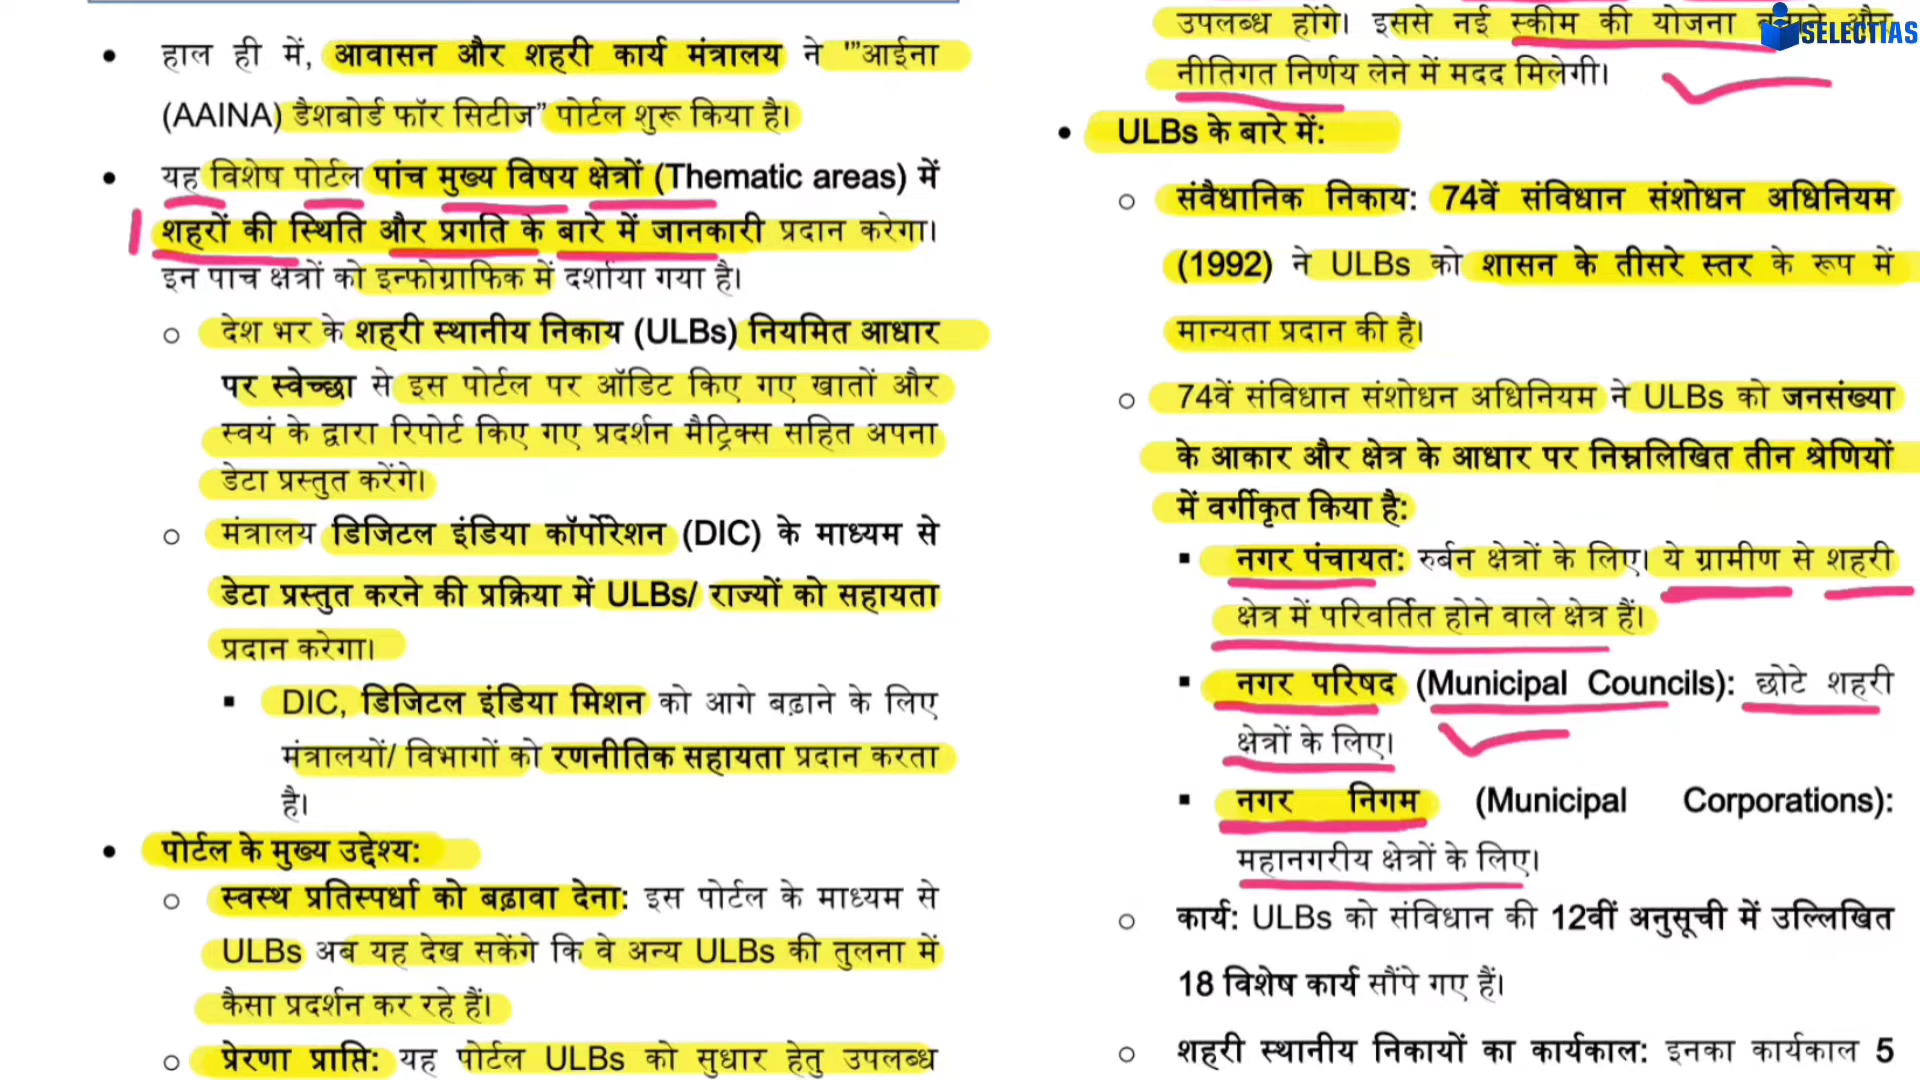 हाल ही में, आवासन और शहरी कार्य मंत्रालय ने '"आईना
(AAINA) डैशबोर्ड फॉर सिटीज” पोर्टल शुरू किया है।
यह विशेष पोर्टल पांच मुख्य विषय क्षेत्रों (Thematic areas) में
शहरों की स्थिति और प्रगति के बारे में जानकारी प्रदान करेगा।
इन पाच क्षेत्रों को इन्फोग्राफिक में दर्शाया गया है।
देश भर के शहरी स्थानीय निकाय (ULBs) नियमित आधार
पर स्वेच्छा से इस पोर्टल पर ऑडिट किए गए खातों और
स्वयं के द्वारा रिपोर्ट किए गए प्रदर्शन मैट्रिक्स सहित अपना
डेटा प्रस्तुत करेंगे।
मंत्रालय डिजिटल इंडिया कॉर्पोरेशन (DIC) के माध्यम से
डेटा प्रस्तुत करने की प्रक्रिया में ULBs/ राज्यों को सहायता
प्रदान करेगा।
DIC, डिजिटल इंडिया मिशन को आगे बढ़ाने के लिए
मंत्रालयों/ विभागों को रणनीतिक सहायता प्रदान करता
है।
पोर्टल के मुख्य उद्देश्य:
स्वस्थ प्रतिस्पर्धा को बढ़ावा देना: इस पोर्टल के माध्यम से
ULBs अब यह देख सकेंगे कि वे अन्य ULBs की तुलना में
कैसा प्रदर्शन कर रहे हैं।
प्रेरणा प्राप्ति: यह पोर्टल ULBs को सुधार हेतु उपलब्ध
उपलब्ध होंगे। इससे नई स्कीम की योजना और
SELECTIAS
नीतिगत निर्णय लेने में मदद मिलेगी।
ULBs के बारे में:
संवैधानिक निकाय: 74वें संविधान संशोधन अधिनियम
(1992) ने ULBs को शासन के तीसरे स्तर के रूप में
मान्यता प्रदान की है।
74वें संविधान संशोधन अधिनियम ने ULBs को जनसंख्या
के आकार और क्षेत्र के आधार पर निम्नलिखित तीन श्रेणियों
में वर्गीकृत किया है:
नगर पंचायत: रुर्बन क्षेत्रों के लिए। ये ग्रामीण से शहरी
क्षेत्र में परिवर्तित होने वाले क्षेत्र हैं।
नगर परिषद (Municipal Councils): छोटे शहरी
क्षेत्रों के लिए।
नगर निगम (Municipal Corporations):
महानगरीय क्षेत्रों के लिए।
कार्य: ULBs को संविधान की 12वीं अनुसूची में उल्लिखित
18 विशेष कार्य सौंपे गए हैं।
शहरी स्थानीय निकायों का कार्यकाल: इनका कार्यकाल 5